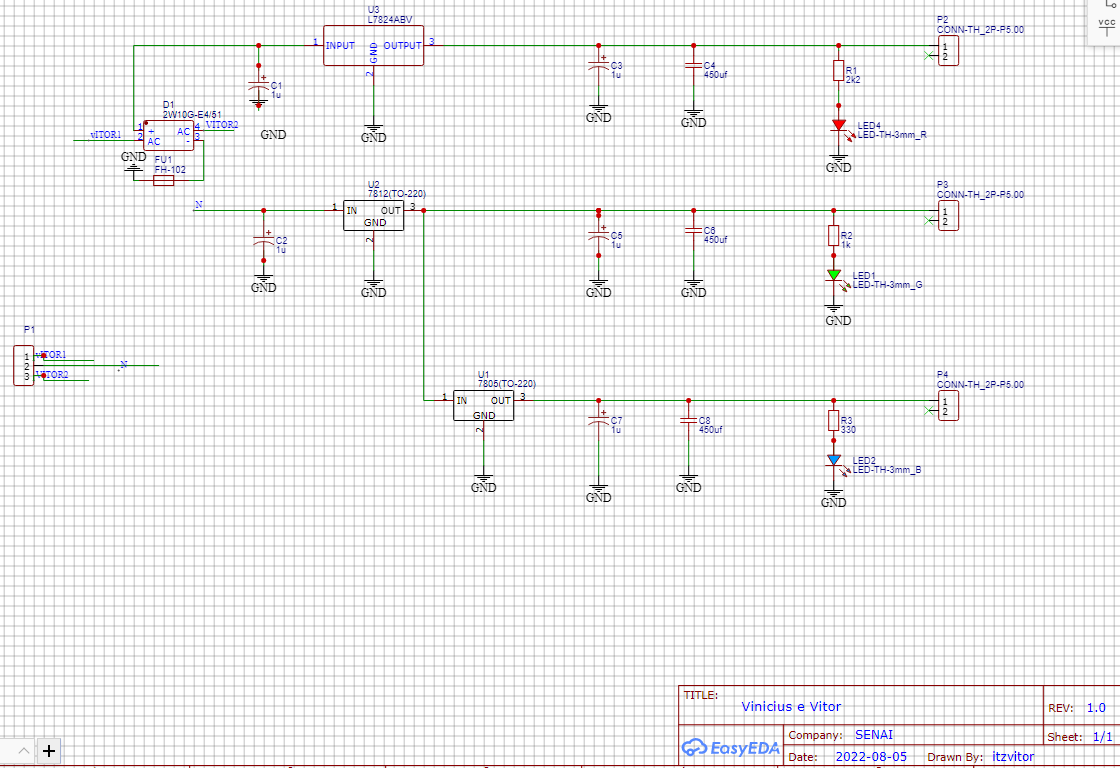 VCC
U3
L7824ABV
1 INPUT GND OUTPUT 3
2
C1
1u
GND
GND
C3
1u
GND
C4
450uf
GND
R1
2k2
LED4
LED-TH-3mm_R
GND
P2
CONN-TH_2P-P5.00
1
2
D1
2W10G-E4/51
vITOR1
1 + AC 4
2 AC - 3
VITOR2
GND
FU1
FH-102
N
C2
1u
GND
U2
7812(TO-220)
1 IN OUT 3
GND
2
GND
C5
1u
GND
C6
450uf
GND
R2
1k
LED1
LED-TH-3mm_G
GND
P3
CONN-TH_2P-P5.00
1
2
P1
1 vITOR1
2 N
3 VITOR2
U1
7805(TO-220)
1 IN OUT 3
GND
2
GND
C7
1u
GND
C8
450uf
GND
R3
330
LED2
LED-TH-3mm_B
GND
P4
CONN-TH_2P-P5.00
1
2
TITLE:
Vinicius e Vitor
REV: 1.0
EasyEDA
Company: SENAI
Sheet: 1/1
Date: 2022-08-05 Drawn By: itzvitor